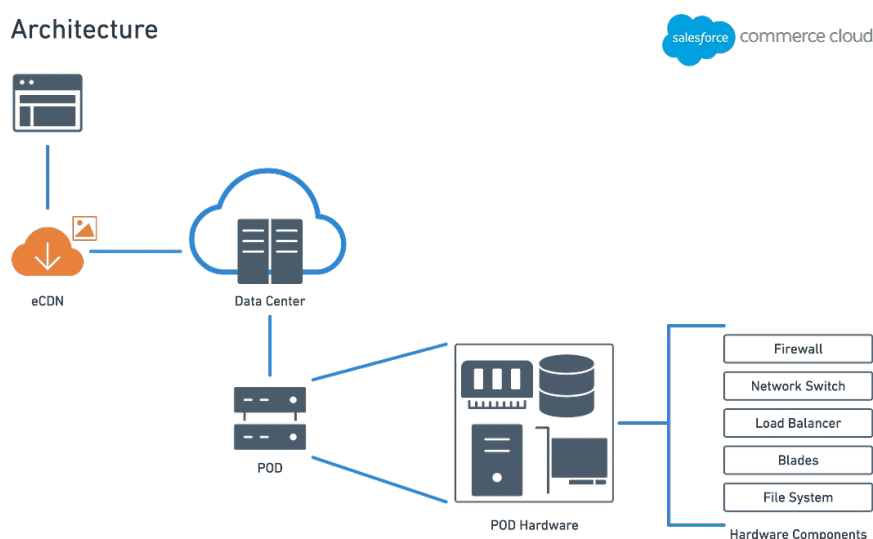 Architecture
salesforce commerce cloud
eCDN
Data Center
POD
POD Hardware
Firewall
Network Switch
Load Balancer
Blades
File System
Hardware Components